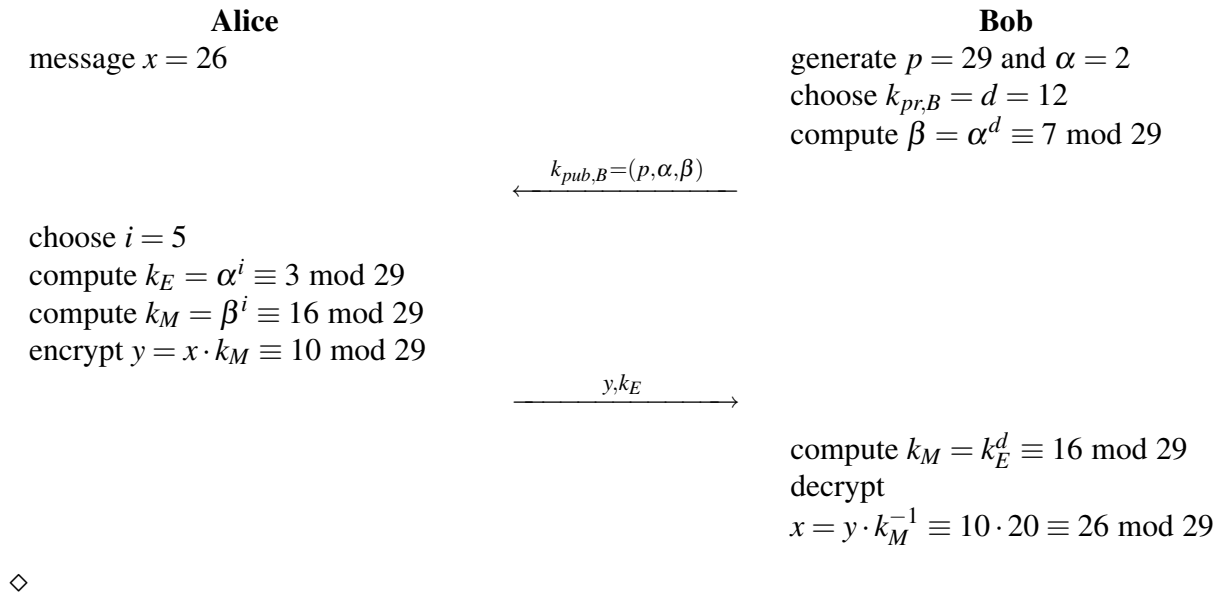 Alice Bob
message x = 26 generate p = 29 and α = 2
choose k_{pr,B} = d = 12
compute β = α^d ≡ 7 mod 29
k_{pub,B}=(p,α,β)
choose i = 5
compute k_E = α^i ≡ 3 mod 29
compute k_M = β^i ≡ 16 mod 29
encrypt y = x · k_M ≡ 10 mod 29
y,k_E
compute k_M = k_E^d ≡ 16 mod 29
decrypt
x = y · k_M^{−1} ≡ 10 · 20 ≡ 26 mod 29
⋄